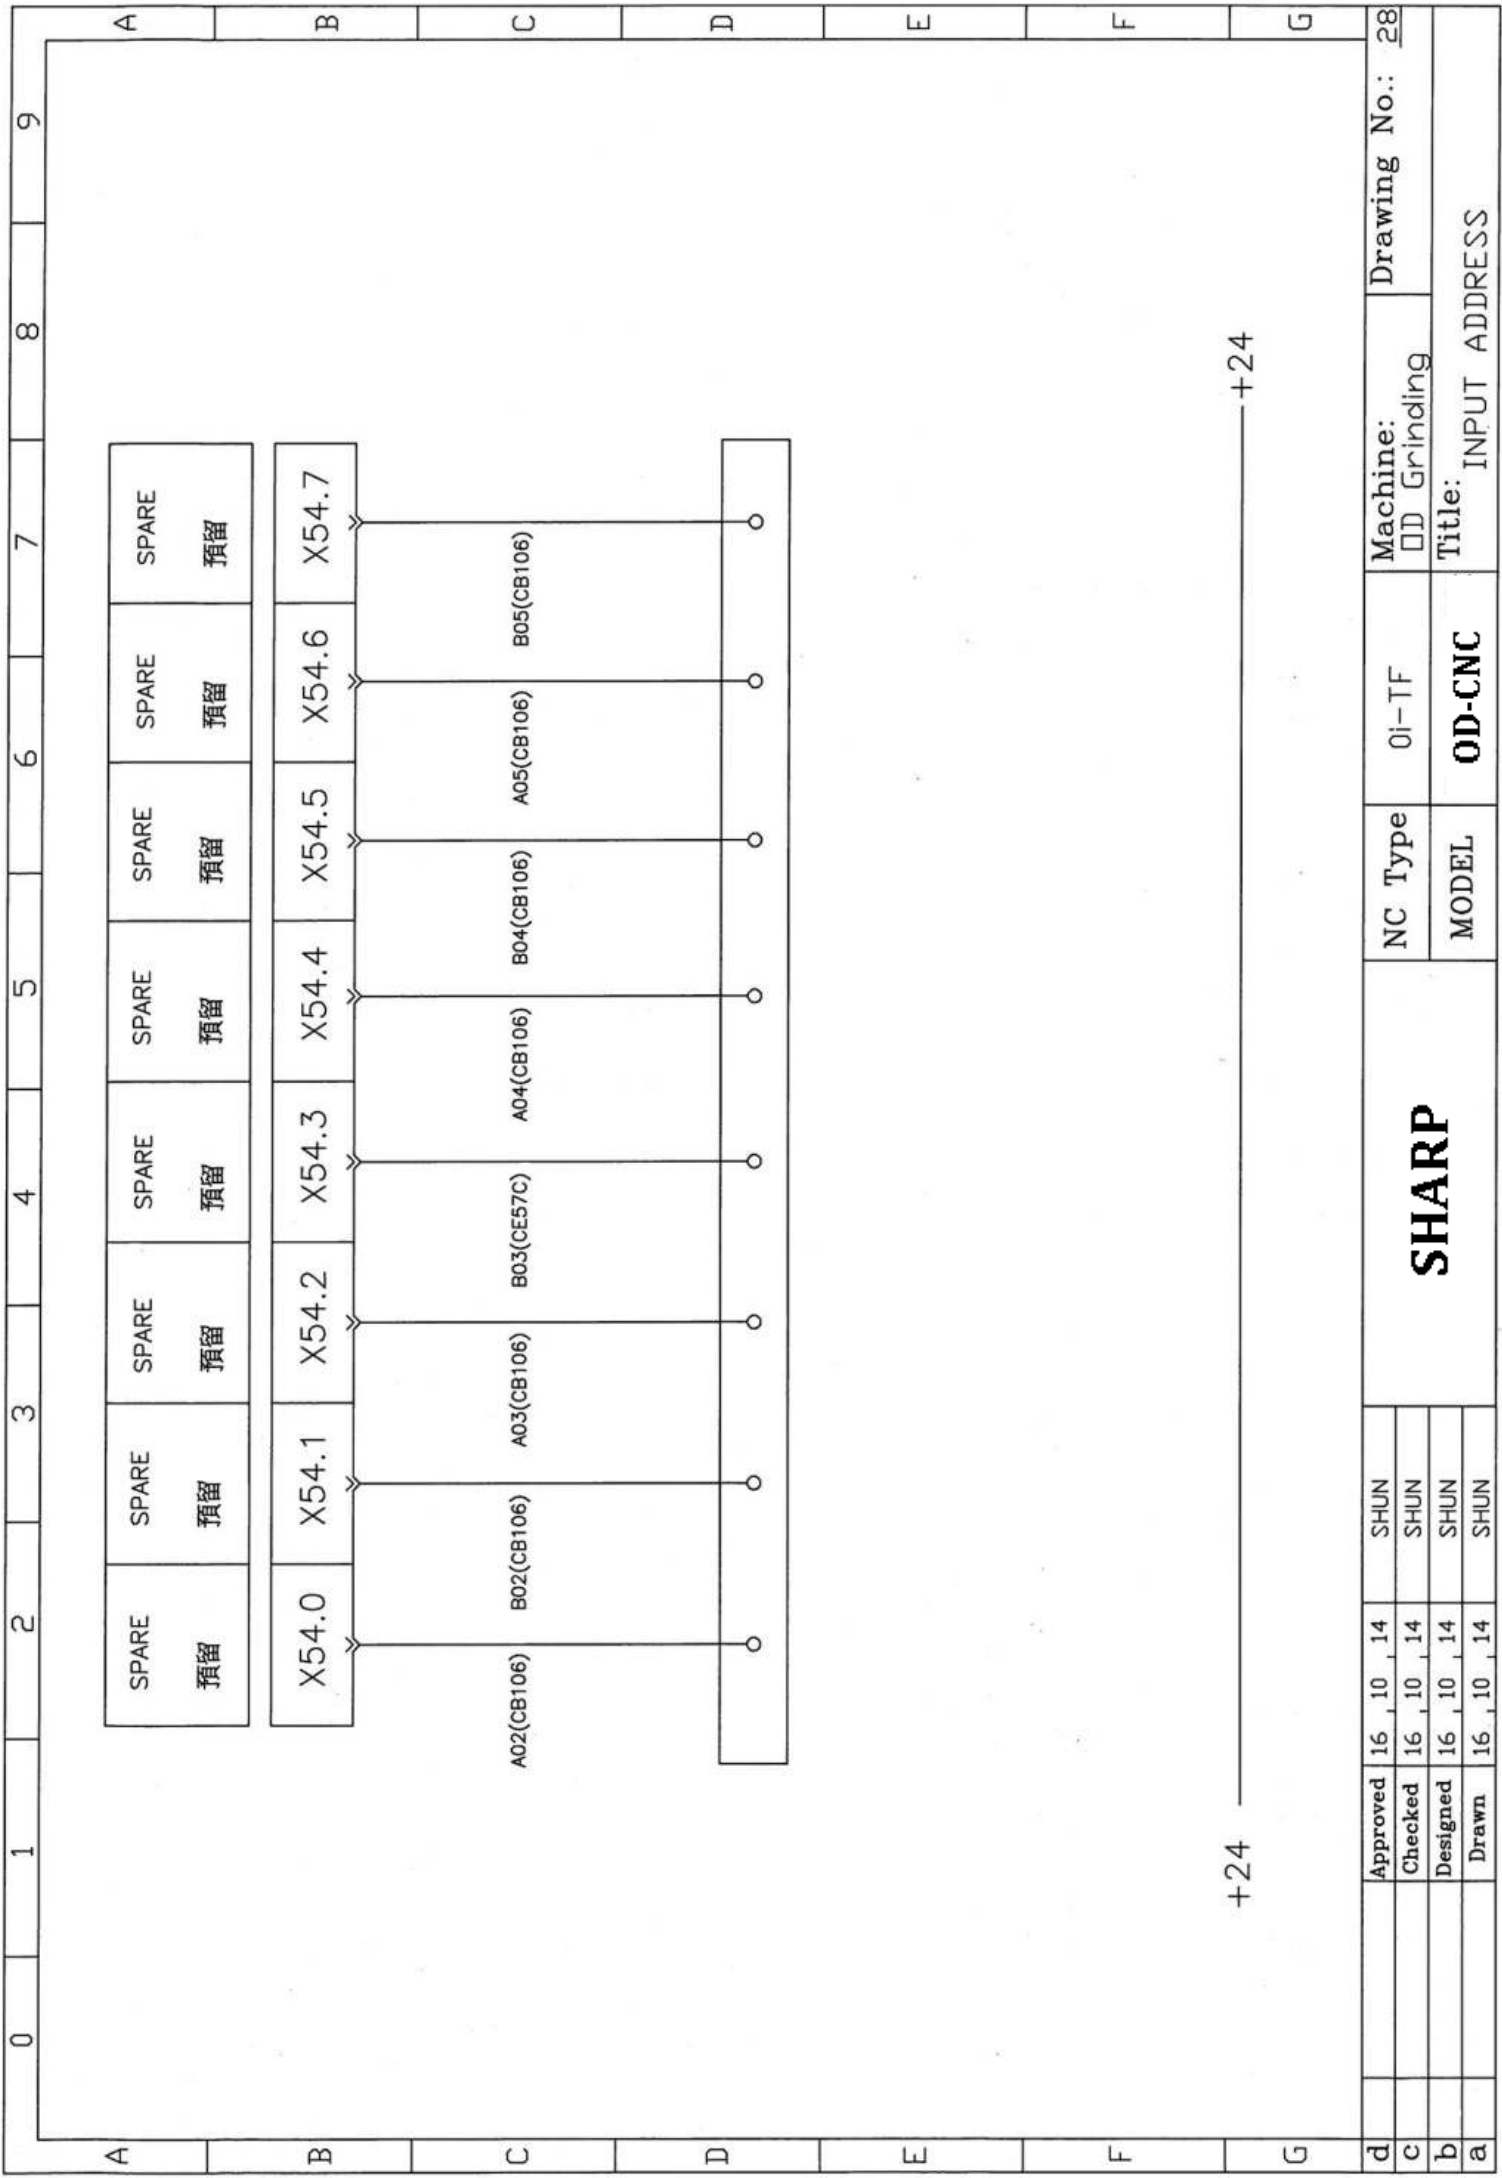 0 1 2 3 4 5 6 7 8 9
A A
SPARE SPARE SPARE SPARE SPARE SPARE SPARE SPARE
預留 預留 預留 預留 預留 預留 預留 預留
B B
X54.0 X54.1 X54.2 X54.3 X54.4 X54.5 X54.6 X54.7
C C
A02(CB106) B02(CB106) A03(CB106) B03(CE57C) A04(CB106) B04(CB106) A05(CB106) B05(CB106)
D D
E E
F F
+24 +24
G G
d Approved 16 , 10 , 14 SHUN
c Checked 16 , 10 , 14 SHUN
b Designed 16 , 10 , 14 SHUN
a Drawn 16 , 10 , 14 SHUN
SHARP
NC Type 0i-TF
MODEL OD-CNC
Machine:
OD Grinding
Drawing No.: 28
Title:
INPUT ADDRESS